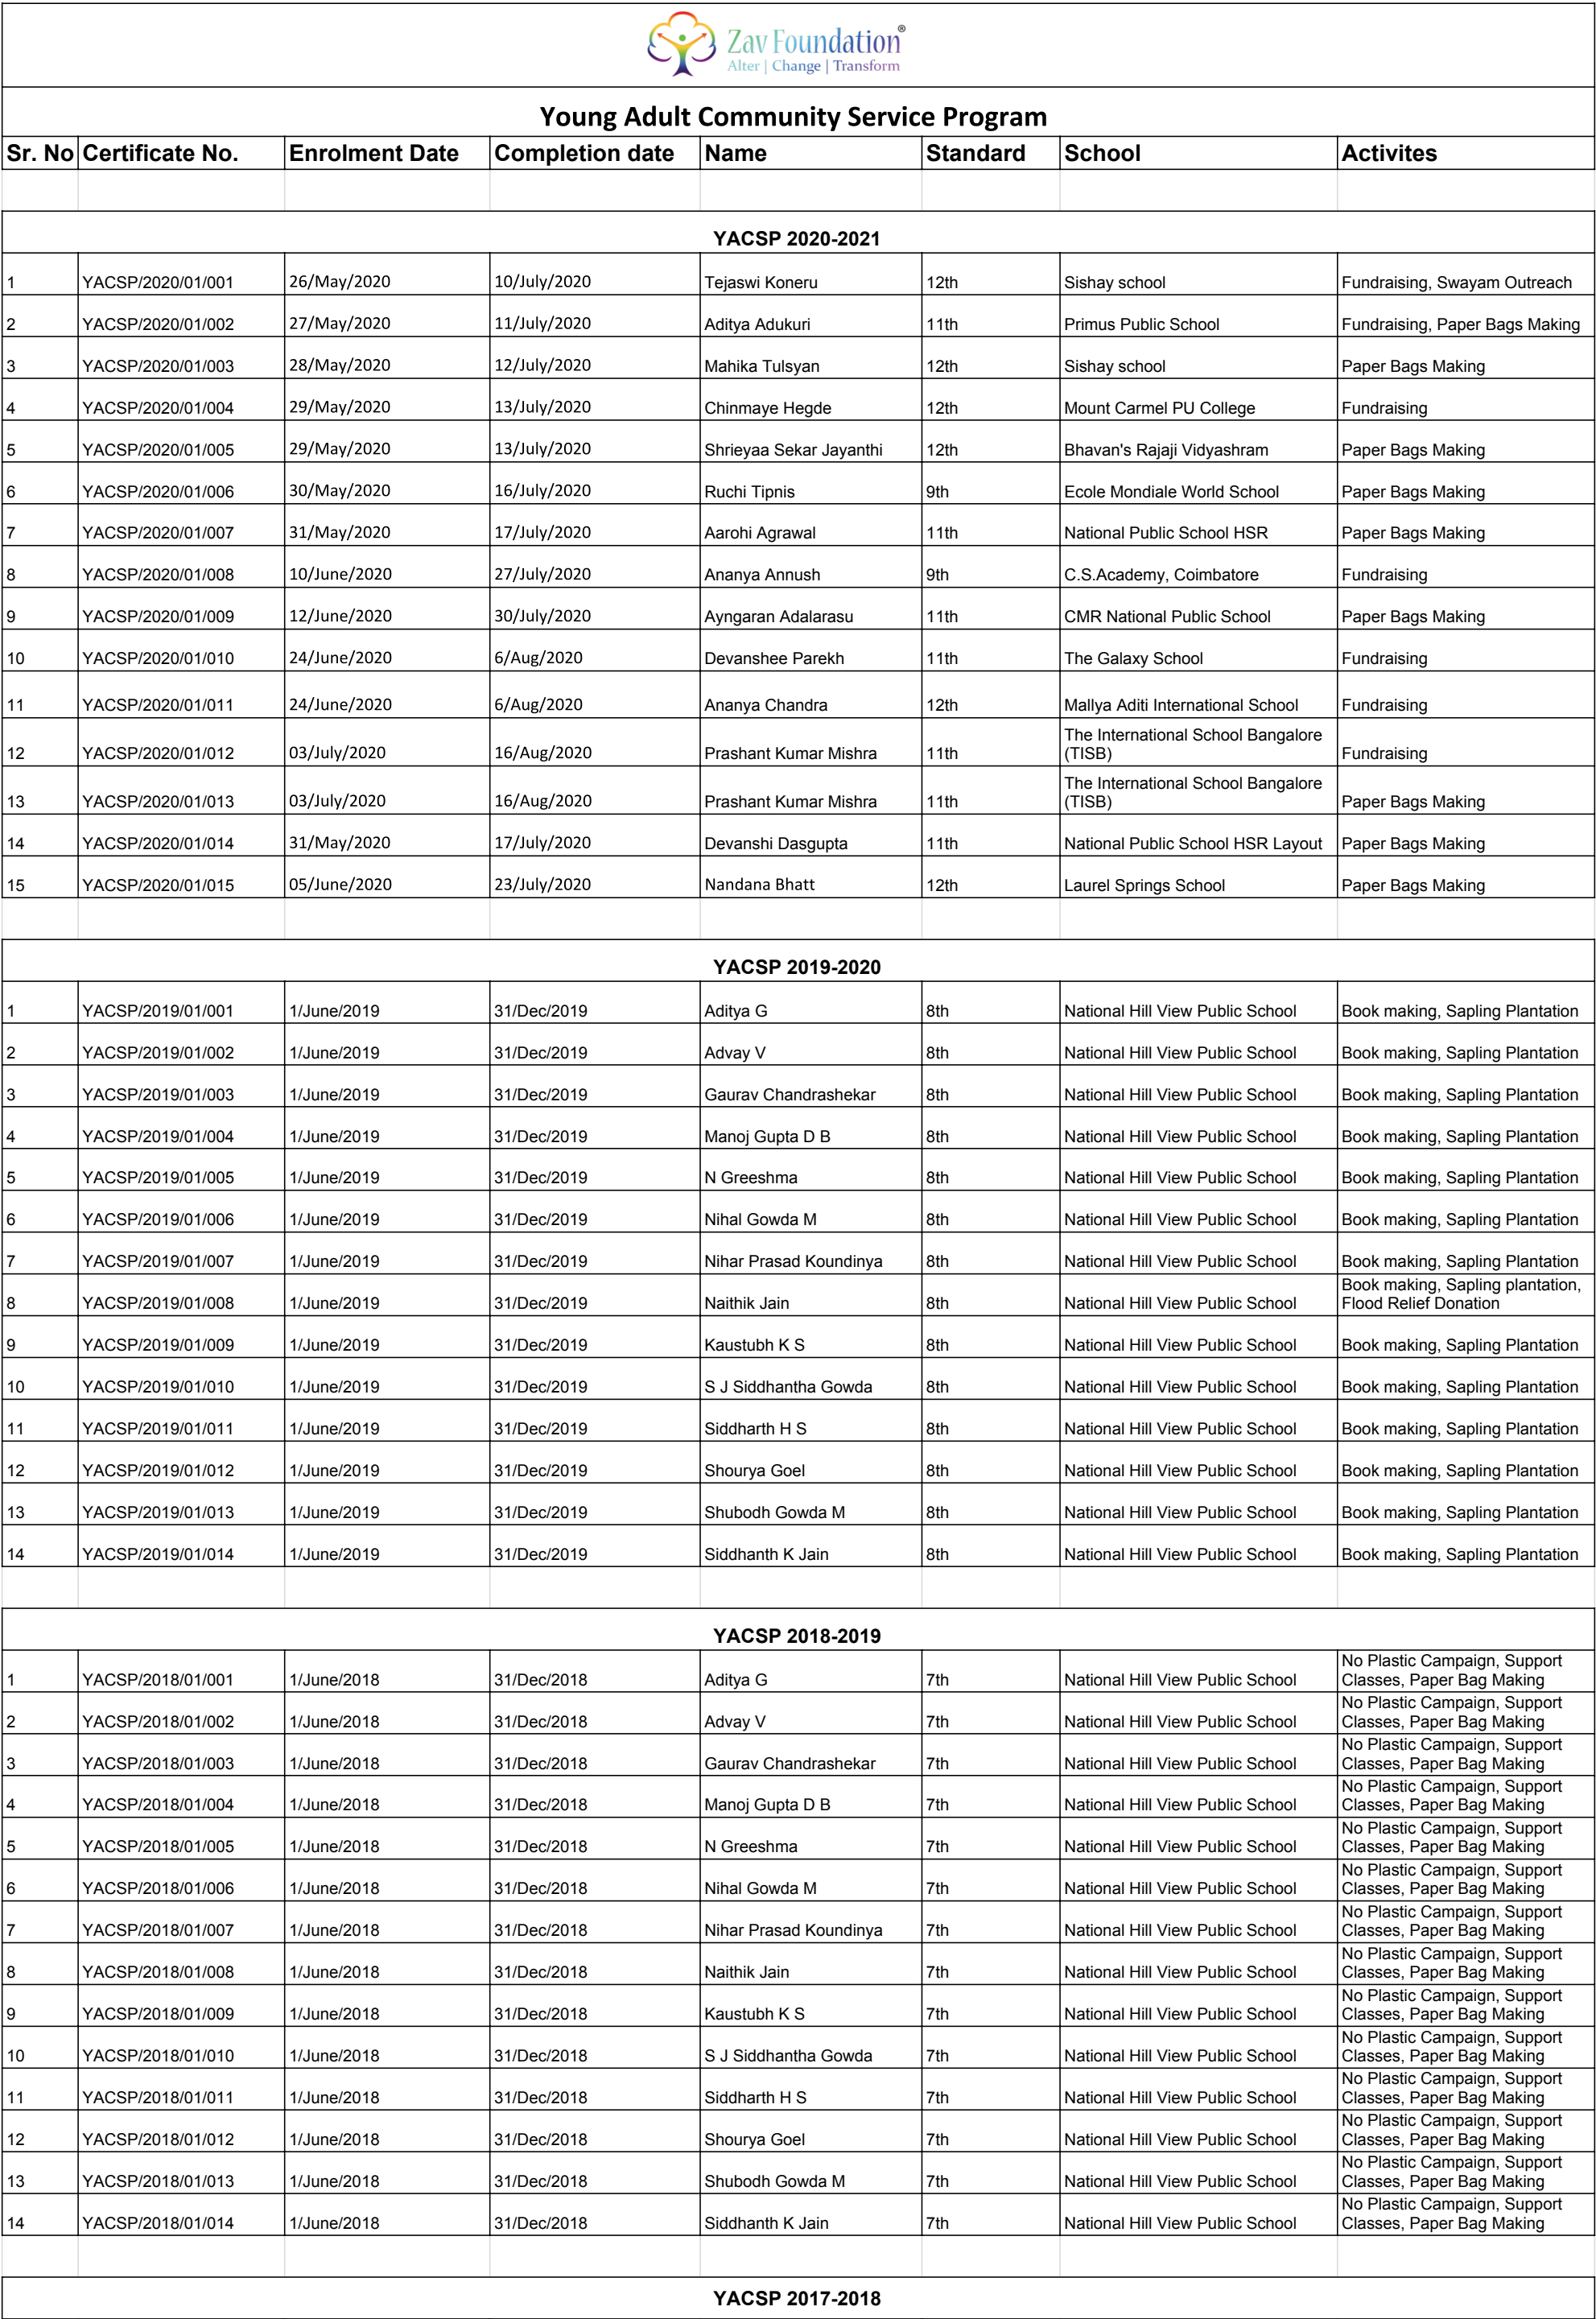 Zav Foundation®
Alter | Change | Transform
Young Adult Community Service Program
Sr. No Certificate No. Enrolment Date Completion date Name Standard School Activites
YACSP 2020-2021
1 YACSP/2020/01/001 26/May/2020 10/July/2020 Tejaswi Koneru 12th Sishay school Fundraising, Swayam Outreach
2 YACSP/2020/01/002 27/May/2020 11/July/2020 Aditya Adukuri 11th Primus Public School Fundraising, Paper Bags Making
3 YACSP/2020/01/003 28/May/2020 12/July/2020 Mahika Tulsyan 12th Sishay school Paper Bags Making
4 YACSP/2020/01/004 29/May/2020 13/July/2020 Chinmaye Hegde 12th Mount Carmel PU College Fundraising
5 YACSP/2020/01/005 29/May/2020 13/July/2020 Shrieyaa Sekar Jayanthi 12th Bhavan's Rajaji Vidyashram Paper Bags Making
6 YACSP/2020/01/006 30/May/2020 16/July/2020 Ruchi Tipnis 9th Ecole Mondiale World School Paper Bags Making
7 YACSP/2020/01/007 31/May/2020 17/July/2020 Aarohi Agrawal 11th National Public School HSR Paper Bags Making
8 YACSP/2020/01/008 10/June/2020 27/July/2020 Ananya Annush 9th C.S.Academy, Coimbatore Fundraising
9 YACSP/2020/01/009 12/June/2020 30/July/2020 Ayngaran Adalarasu 11th CMR National Public School Paper Bags Making
10 YACSP/2020/01/010 24/June/2020 6/Aug/2020 Devanshee Parekh 11th The Galaxy School Fundraising
11 YACSP/2020/01/011 24/June/2020 6/Aug/2020 Ananya Chandra 12th Mallya Aditi International School Fundraising
The International School Bangalore
12 YACSP/2020/01/012 03/July/2020 16/Aug/2020 Prashant Kumar Mishra 11th (TISB) Fundraising
The International School Bangalore
13 YACSP/2020/01/013 03/July/2020 16/Aug/2020 Prashant Kumar Mishra 11th (TISB) Paper Bags Making
14 YACSP/2020/01/014 31/May/2020 17/July/2020 Devanshi Dasgupta 11th National Public School HSR Layout Paper Bags Making
15 YACSP/2020/01/015 05/June/2020 23/July/2020 Nandana Bhatt 12th Laurel Springs School Paper Bags Making
YACSP 2019-2020
1 YACSP/2019/01/001 1/June/2019 31/Dec/2019 Aditya G 8th National Hill View Public School Book making, Sapling Plantation
2 YACSP/2019/01/002 1/June/2019 31/Dec/2019 Advay V 8th National Hill View Public School Book making, Sapling Plantation
3 YACSP/2019/01/003 1/June/2019 31/Dec/2019 Gaurav Chandrashekar 8th National Hill View Public School Book making, Sapling Plantation
4 YACSP/2019/01/004 1/June/2019 31/Dec/2019 Manoj Gupta D B 8th National Hill View Public School Book making, Sapling Plantation
5 YACSP/2019/01/005 1/June/2019 31/Dec/2019 N Greeshma 8th National Hill View Public School Book making, Sapling Plantation
6 YACSP/2019/01/006 1/June/2019 31/Dec/2019 Nihal Gowda M 8th National Hill View Public School Book making, Sapling Plantation
7 YACSP/2019/01/007 1/June/2019 31/Dec/2019 Nihar Prasad Koundinya 8th National Hill View Public School Book making, Sapling Plantation
Book making, Sapling plantation,
8 YACSP/2019/01/008 1/June/2019 31/Dec/2019 Naithik Jain 8th National Hill View Public School Flood Relief Donation
9 YACSP/2019/01/009 1/June/2019 31/Dec/2019 Kaustubh K S 8th National Hill View Public School Book making, Sapling Plantation
10 YACSP/2019/01/010 1/June/2019 31/Dec/2019 S J Siddhantha Gowda 8th National Hill View Public School Book making, Sapling Plantation
11 YACSP/2019/01/011 1/June/2019 31/Dec/2019 Siddharth H S 8th National Hill View Public School Book making, Sapling Plantation
12 YACSP/2019/01/012 1/June/2019 31/Dec/2019 Shourya Goel 8th National Hill View Public School Book making, Sapling Plantation
13 YACSP/2019/01/013 1/June/2019 31/Dec/2019 Shubodh Gowda M 8th National Hill View Public School Book making, Sapling Plantation
14 YACSP/2019/01/014 1/June/2019 31/Dec/2019 Siddhanth K Jain 8th National Hill View Public School Book making, Sapling Plantation
YACSP 2018-2019
No Plastic Campaign, Support
1 YACSP/2018/01/001 1/June/2018 31/Dec/2018 Aditya G 7th National Hill View Public School Classes, Paper Bag Making
No Plastic Campaign, Support
2 YACSP/2018/01/002 1/June/2018 31/Dec/2018 Advay V 7th National Hill View Public School Classes, Paper Bag Making
No Plastic Campaign, Support
3 YACSP/2018/01/003 1/June/2018 31/Dec/2018 Gaurav Chandrashekar 7th National Hill View Public School Classes, Paper Bag Making
No Plastic Campaign, Support
4 YACSP/2018/01/004 1/June/2018 31/Dec/2018 Manoj Gupta D B 7th National Hill View Public School Classes, Paper Bag Making
No Plastic Campaign, Support
5 YACSP/2018/01/005 1/June/2018 31/Dec/2018 N Greeshma 7th National Hill View Public School Classes, Paper Bag Making
No Plastic Campaign, Support
6 YACSP/2018/01/006 1/June/2018 31/Dec/2018 Nihal Gowda M 7th National Hill View Public School Classes, Paper Bag Making
No Plastic Campaign, Support
7 YACSP/2018/01/007 1/June/2018 31/Dec/2018 Nihar Prasad Koundinya 7th National Hill View Public School Classes, Paper Bag Making
No Plastic Campaign, Support
8 YACSP/2018/01/008 1/June/2018 31/Dec/2018 Naithik Jain 7th National Hill View Public School Classes, Paper Bag Making
No Plastic Campaign, Support
9 YACSP/2018/01/009 1/June/2018 31/Dec/2018 Kaustubh K S 7th National Hill View Public School Classes, Paper Bag Making
No Plastic Campaign, Support
10 YACSP/2018/01/010 1/June/2018 31/Dec/2018 S J Siddhantha Gowda 7th National Hill View Public School Classes, Paper Bag Making
No Plastic Campaign, Support
11 YACSP/2018/01/011 1/June/2018 31/Dec/2018 Siddharth H S 7th National Hill View Public School Classes, Paper Bag Making
No Plastic Campaign, Support
12 YACSP/2018/01/012 1/June/2018 31/Dec/2018 Shourya Goel 7th National Hill View Public School Classes, Paper Bag Making
No Plastic Campaign, Support
13 YACSP/2018/01/013 1/June/2018 31/Dec/2018 Shubodh Gowda M 7th National Hill View Public School Classes, Paper Bag Making
No Plastic Campaign, Support
14 YACSP/2018/01/014 1/June/2018 31/Dec/2018 Siddhanth K Jain 7th National Hill View Public School Classes, Paper Bag Making
YACSP 2017-2018